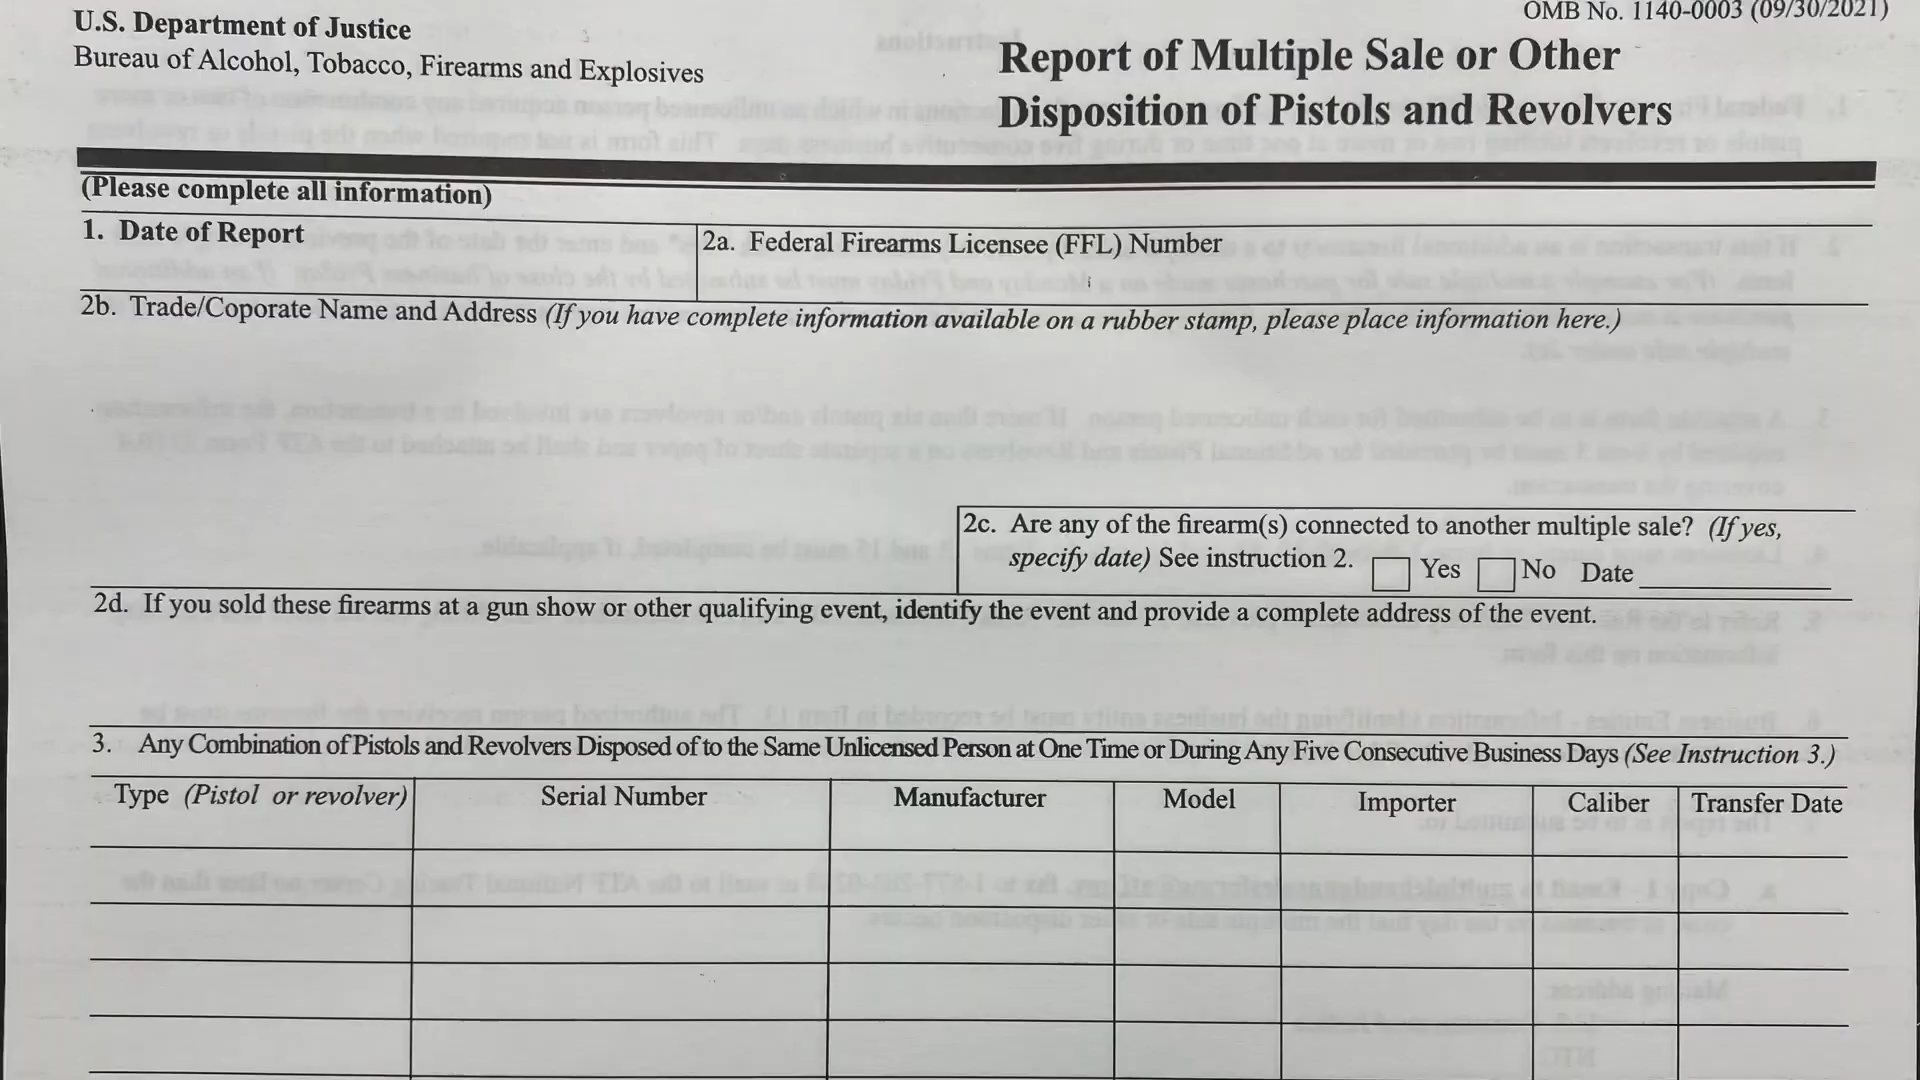 OMB No. 1140-0003 (09/30/2021)
U.S. Department of Justice
Bureau of Alcohol, Tobacco, Firearms and Explosives
Report of Multiple Sale or Other
Disposition of Pistols and Revolvers
(Please complete all information)
1. Date of Report
2a. Federal Firearms Licensee (FFL) Number
2b. Trade/Coporate Name and Address (If you have complete information available on a rubber stamp, please place information here.)
2c. Are any of the firearm(s) connected to another multiple sale? (If yes,
specify date) See instruction 2. Yes No Date
2d. If you sold these firearms at a gun show or other qualifying event, identify the event and provide a complete address of the event.
3. Any Combination of Pistols and Revolvers Disposed of to the Same Unlicensed Person at One Time or During Any Five Consecutive Business Days (See Instruction 3.)
Type (Pistol or revolver) Serial Number Manufacturer Model Importer Caliber Transfer Date